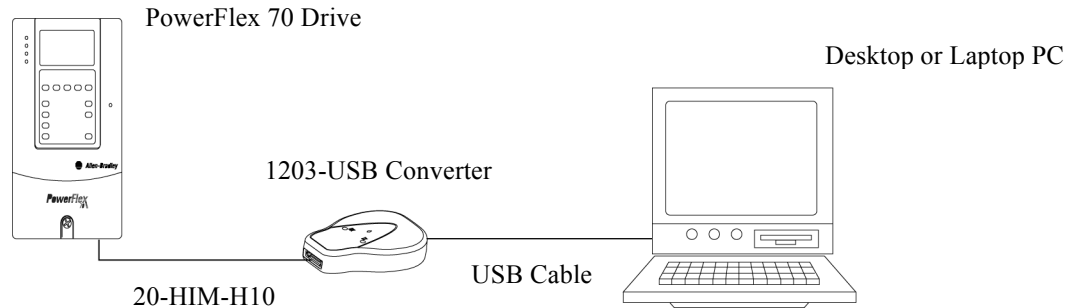 PowerFlex 70 Drive
Desktop or Laptop PC
Allen-Bradley
1203-USB Converter
PowerFlex
USB Cable
20-HIM-H10